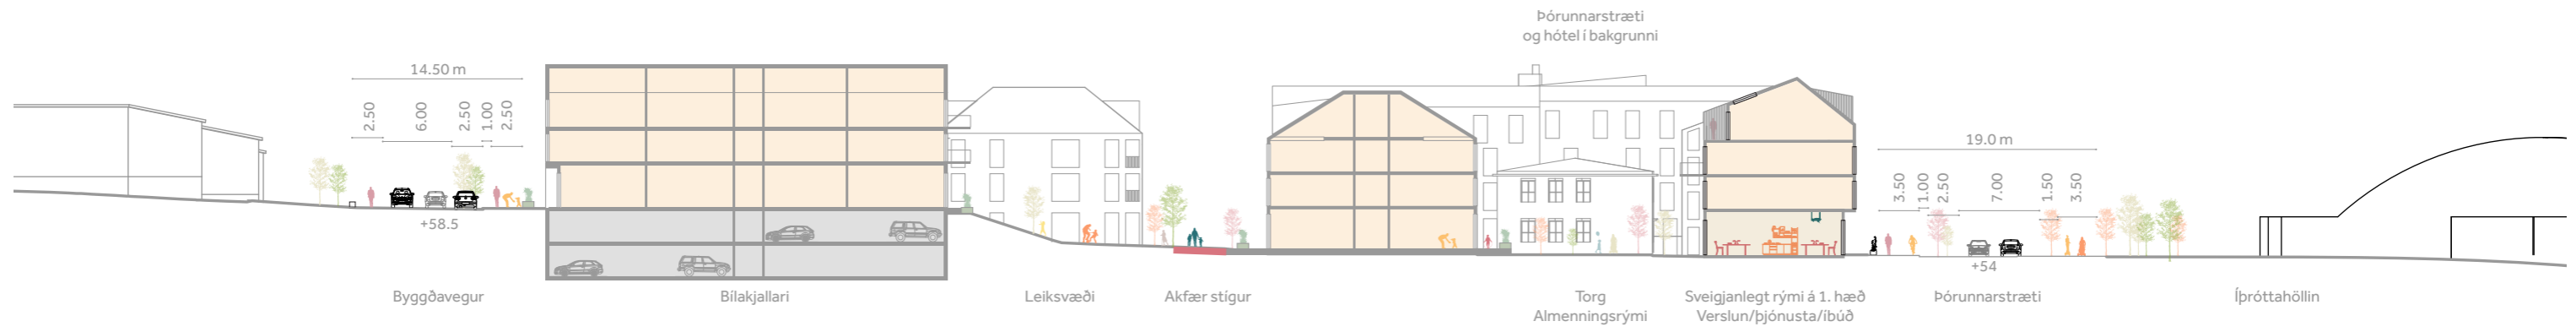 Þórunnarstræti
og hótel í bakgrunni
14.50 m
2.50
6.00
2.50
1.00
2.50
+58.5
19.0 m
3.50
1.00
2.50
7.00
1.50
3.50
+54
Byggðavegur
Bílakjallari
Leiksvæði
Akfær stígur
Torg
Almenningsrými
Sveigjanlegt rými á 1. hæð
Verslun/þjónusta/íbúð
Þórunnarstræti
Íþróttahöllin